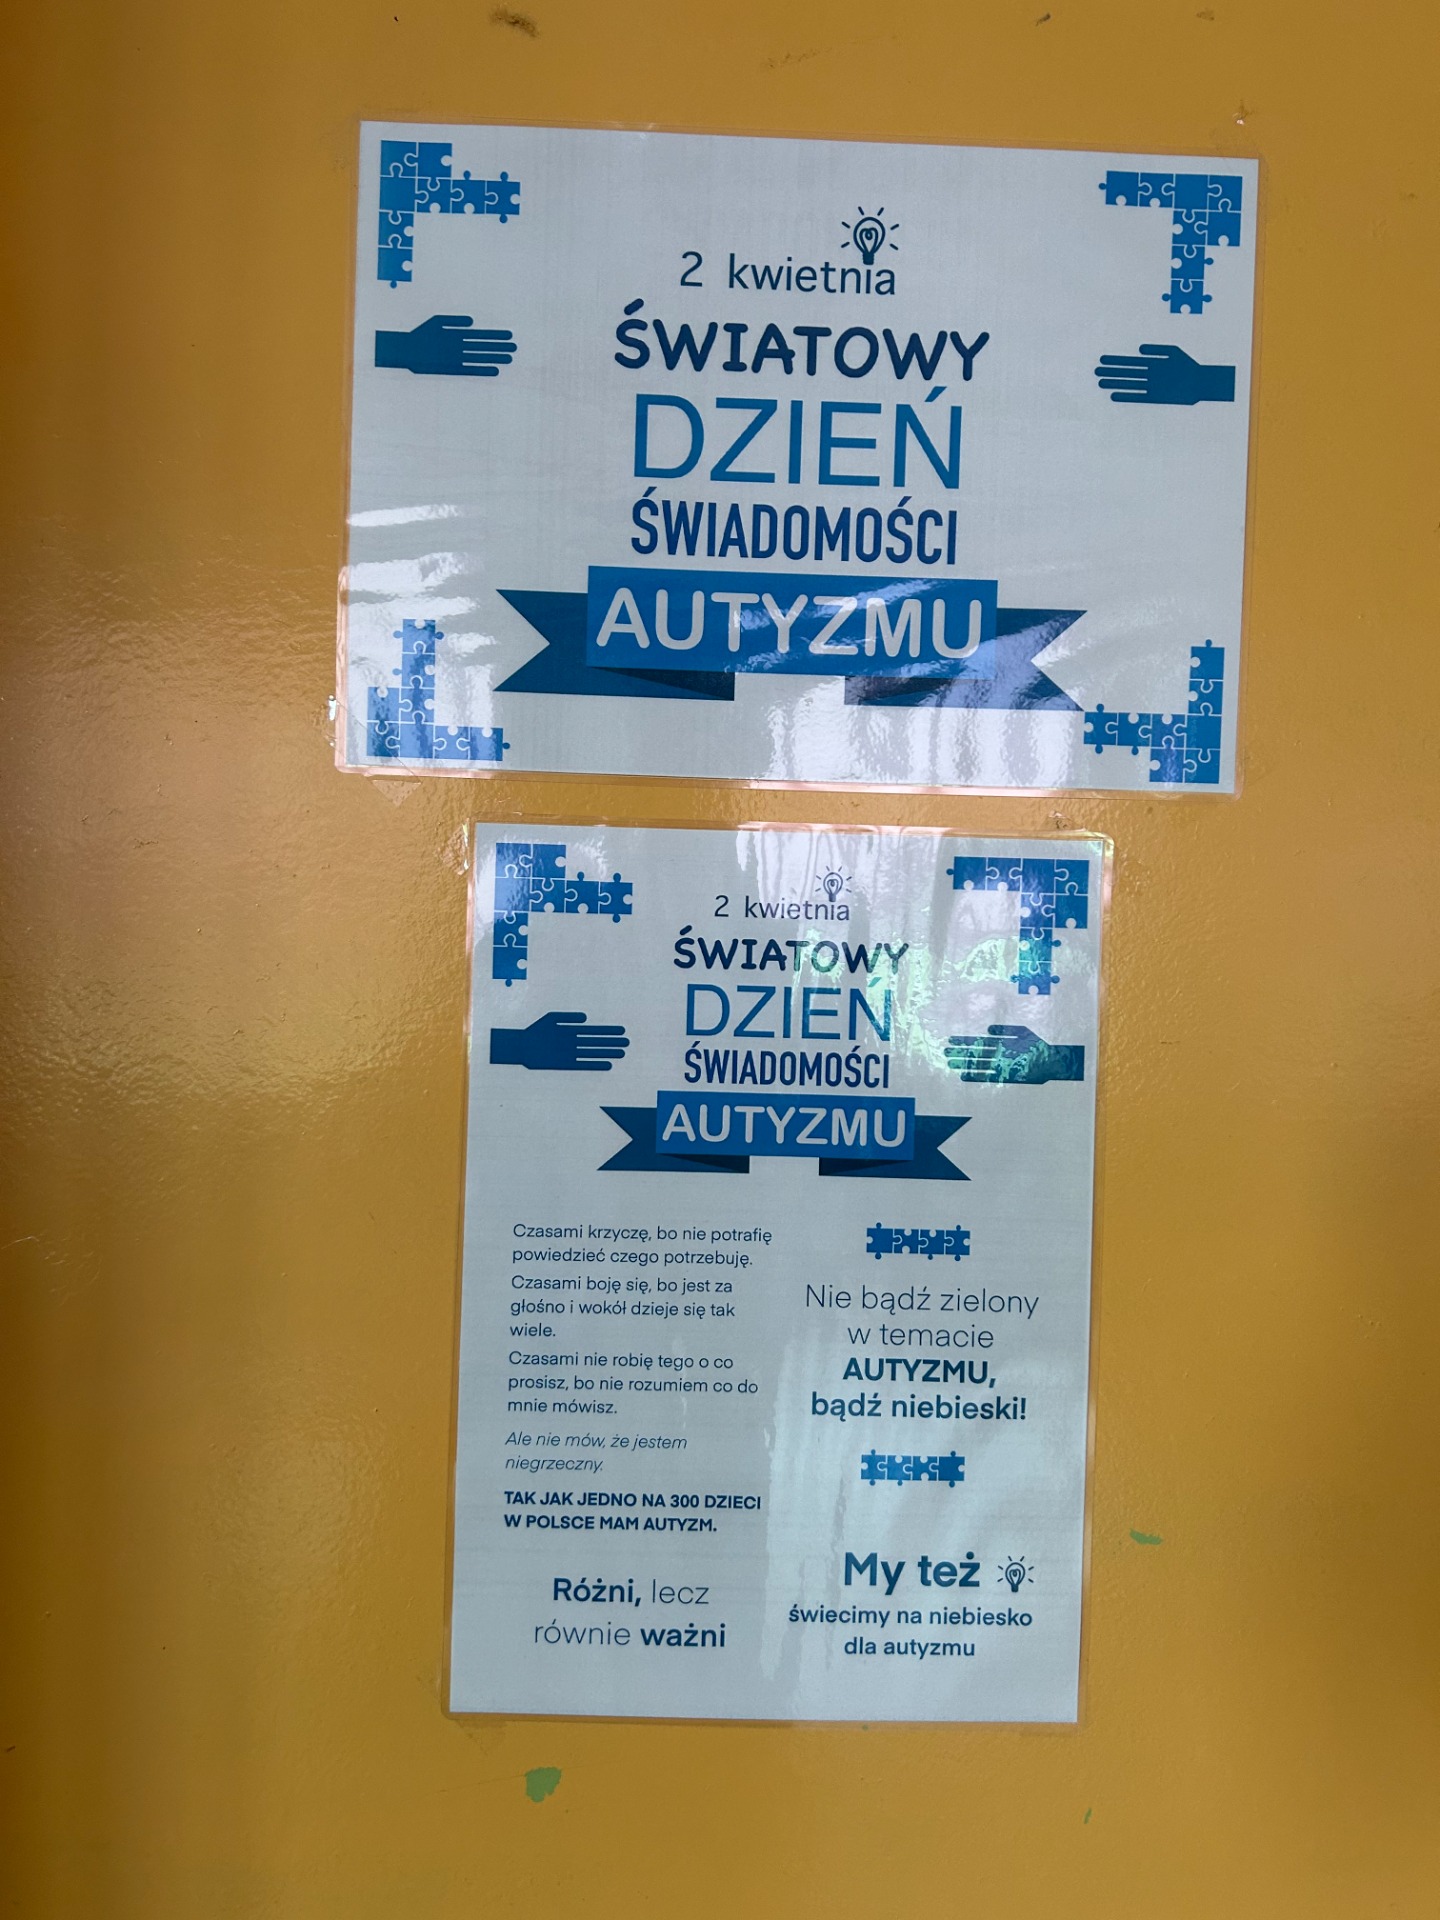 2 kwietnia
ŚWIATOWY
DZIEŃ
ŚWIADOMOŚCI
AUTYZMU
2 kwietnia
ŚWIATOWY
DZIEŃ
ŚWIADOMOŚCI
AUTYZMU
Czasami krzyczę, bo nie potrafię
powiedzieć czego potrzebuję.
Czasami boję się, bo jest za
głośno i wokół dzieje się tak
wiele.
Czasami nie robię tego o co
prosisz, bo nie rozumiem co do
mnie mówisz.
Ale nie mów, że jestem
niegrzeczny.
TAK JAK JEDNO NA 300 DZIECI
W POLSCE MAM AUTYZM.
Różni, lecz
równie ważni
Nie bądź zielony
w temacie
AUTYZMU,
bądź niebieski!
My też
świecimy na niebiesko
dla autyzmu